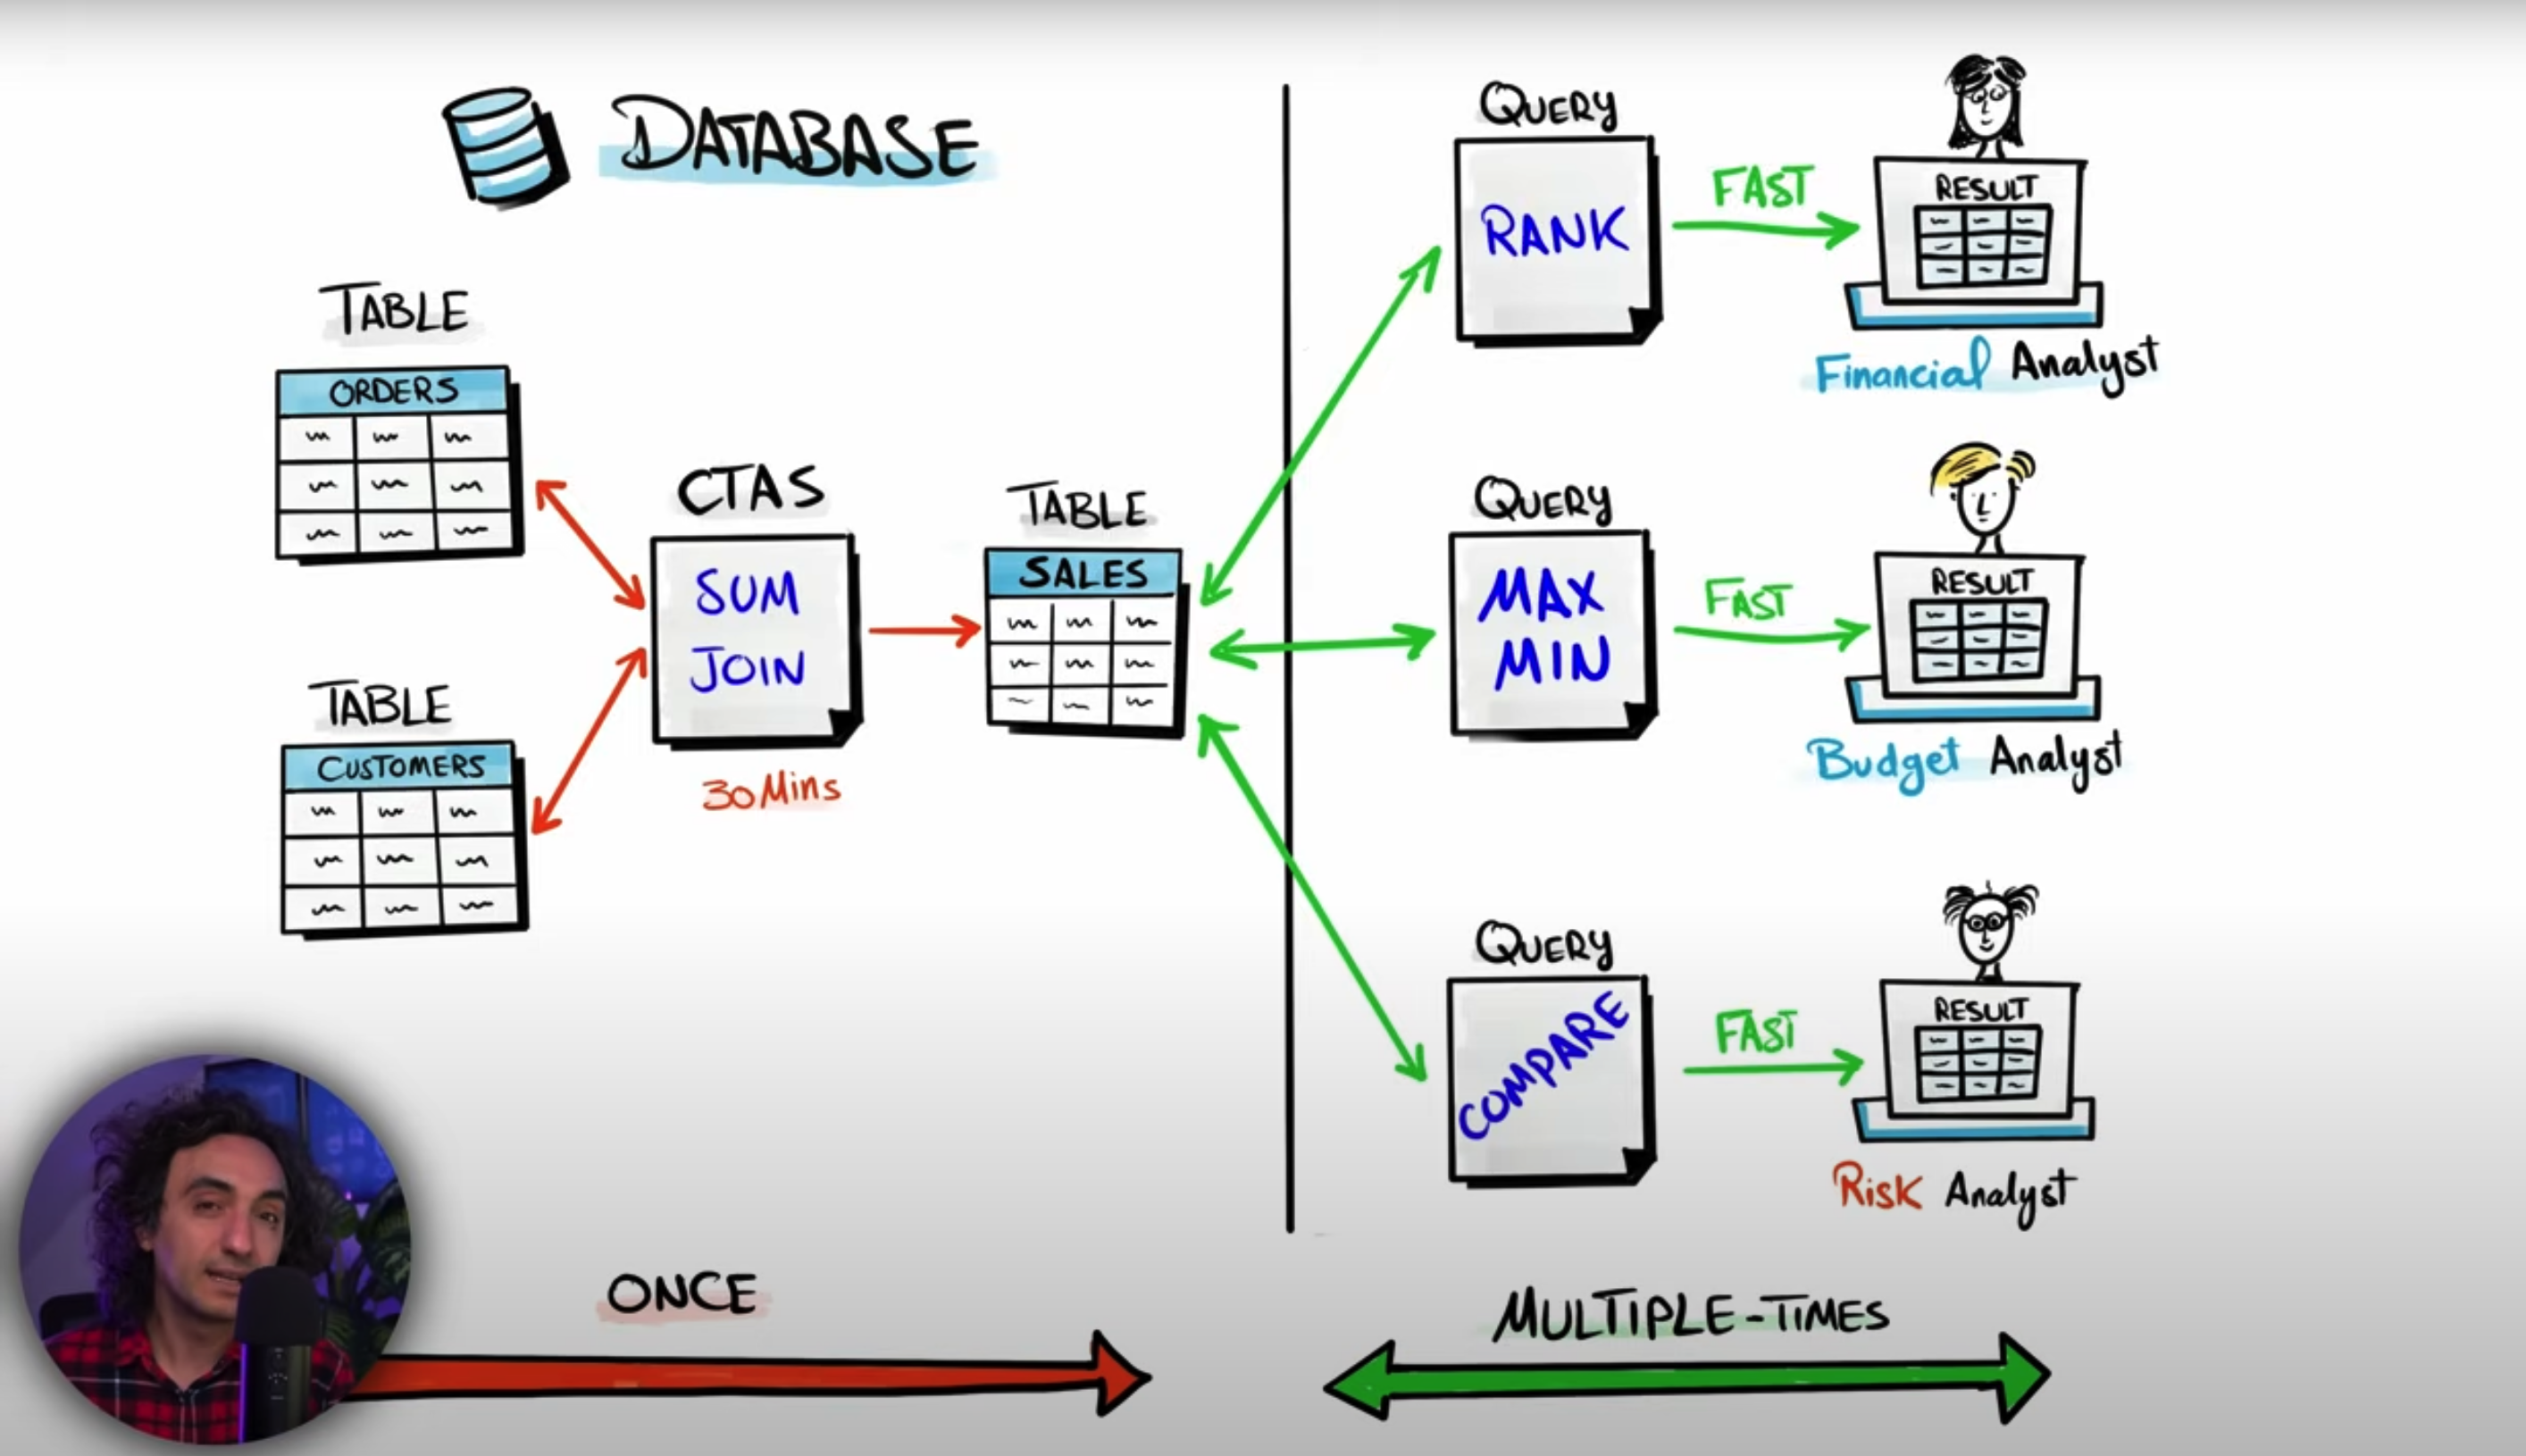 DATABASE
TABLE
ORDERS
TABLE
CUSTOMERS
CTAS
SUM
JOIN
30 Mins
TABLE
SALES
QUERY
RANK
FAST
RESULT
Financial Analyst
QUERY
MAX
MIN
FAST
RESULT
Budget Analyst
QUERY
COMPARE
FAST
RESULT
Risk Analyst
ONCE
MULTIPLE-TIMES